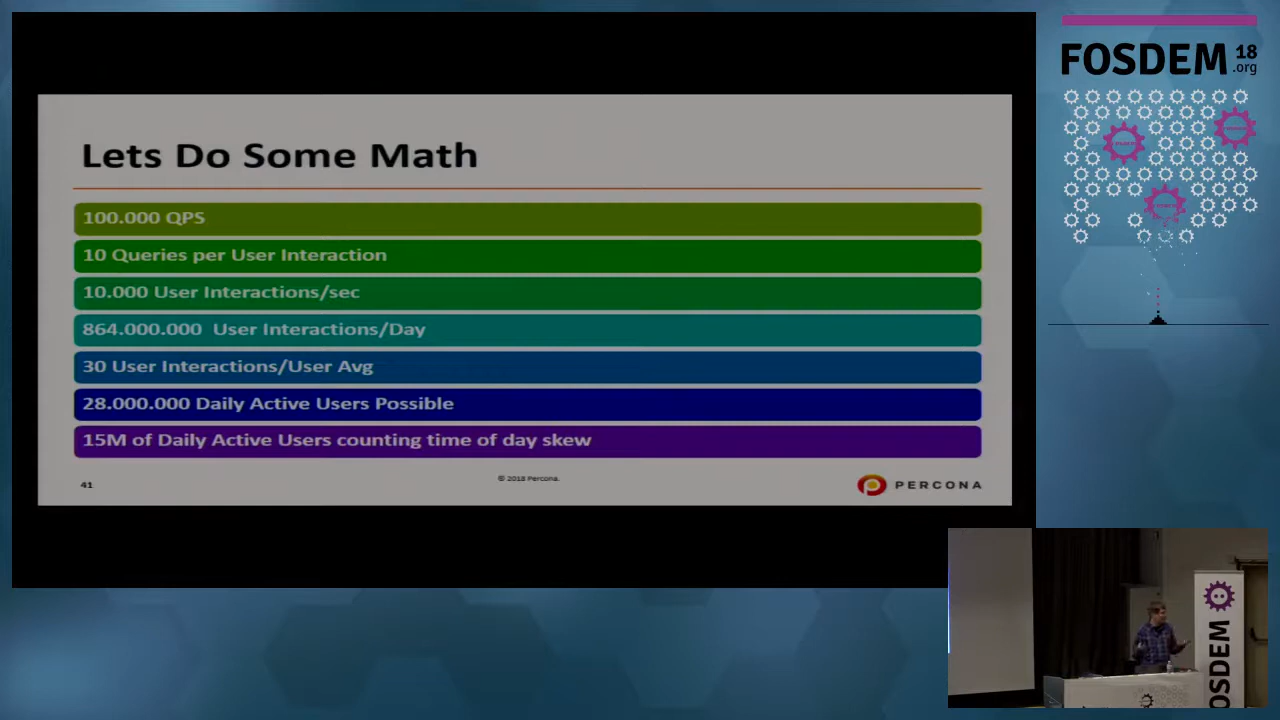 Lets Do Some Math
100.000 QPS
10 Queries per User Interaction
10.000 User Interactions/sec
864.000.000 User Interactions/Day
30 User Interactions/User Avg
28.000.000 Daily Active Users Possible
15M of Daily Active Users counting time of day skew
41
© 2018 Percona.
PERCONA
FOSDEM 18
.org
OSDEM